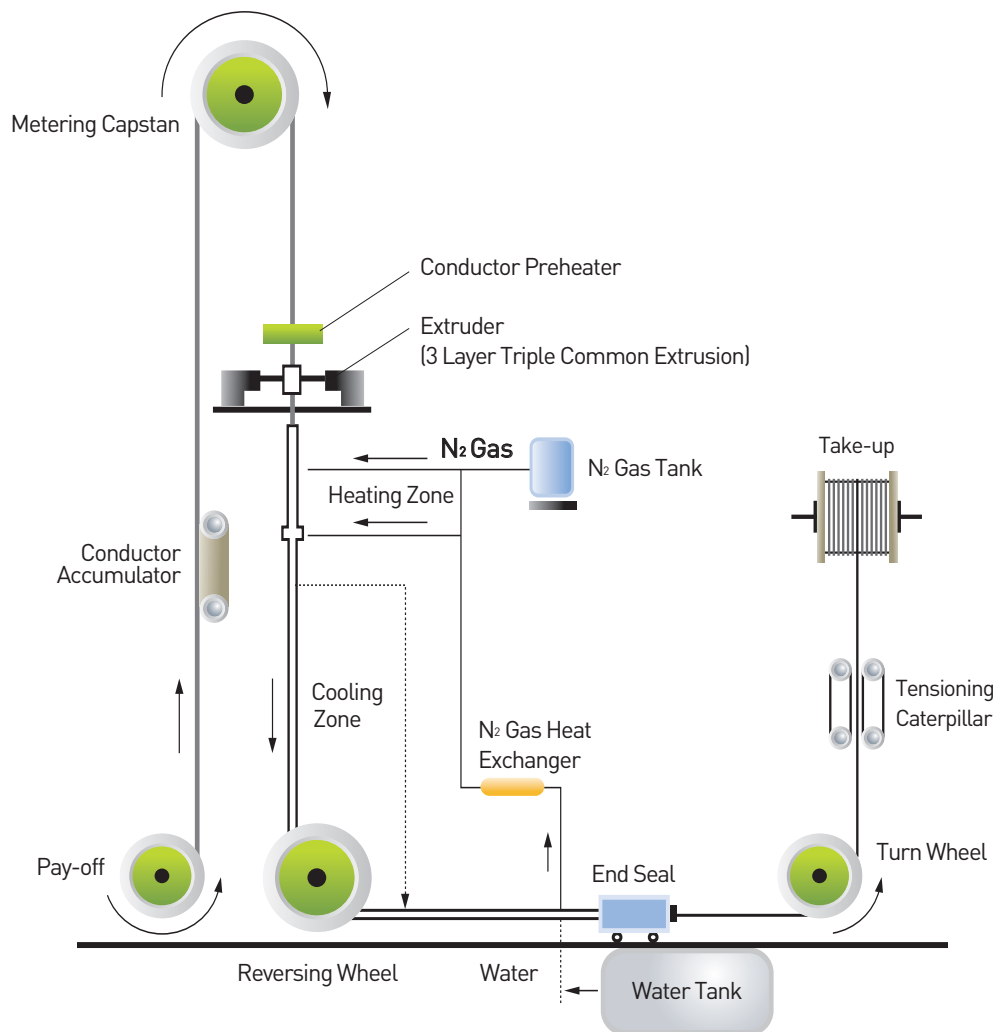 Metering Capstan
Conductor Preheater
Extruder
(3 Layer Triple Common Extrusion)
N₂ Gas
N₂ Gas Tank
Heating Zone
Take-up
Conductor
Accumulator
Cooling
Zone
Tensioning
Caterpillar
N₂ Gas Heat
Exchanger
Pay-off
End Seal
Turn Wheel
Reversing Wheel
Water
Water Tank